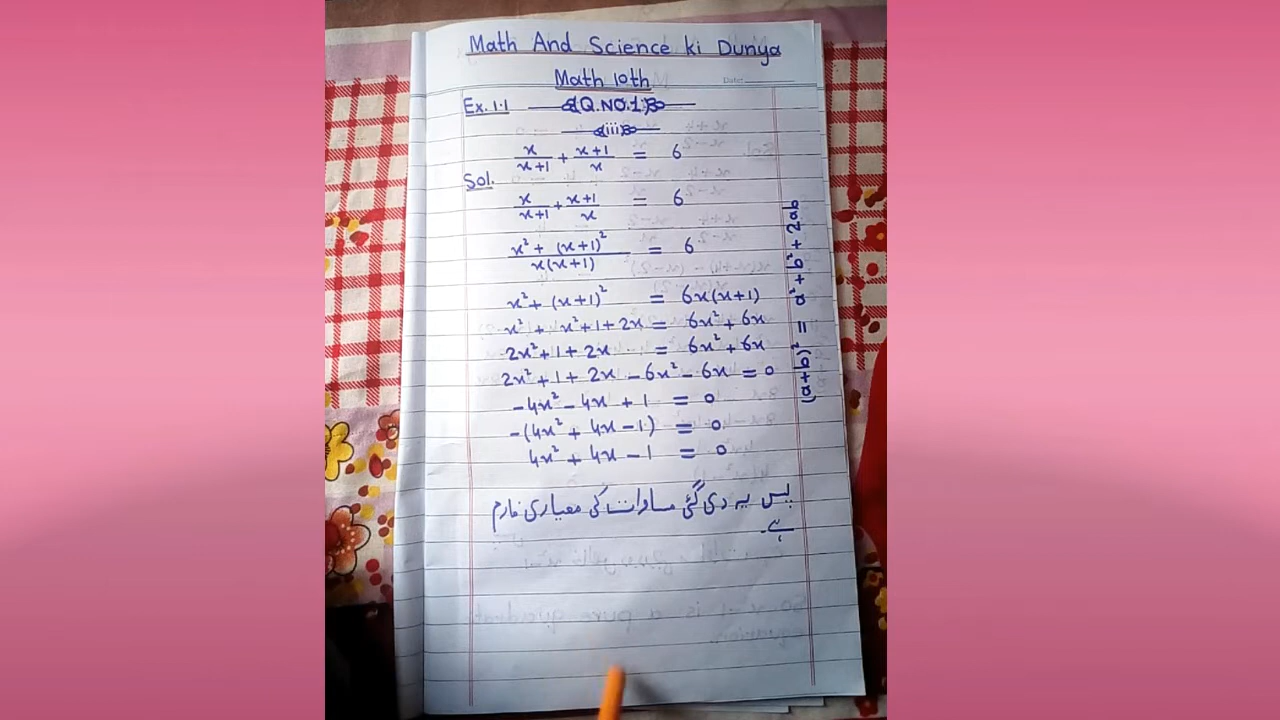 Math And Science ki Dunya
Math 10th
Date:
Ex. 1.1
Q.NO.1
iii
x/(x+1) + (x+1)/x = 6
Sol.
x/(x+1) + (x+1)/x = 6
(x² + (x+1)²)/(x(x+1)) = 6
x² + (x+1)² = 6x(x+1)
x² + x² + 1 + 2x = 6x² + 6x
2x² + 1 + 2x = 6x² + 6x
2x² + 1 + 2x - 6x² - 6x = 0
-4x² - 4x + 1 = 0
-(4x² + 4x - 1) = 0
4x² + 4x - 1 = 0
پس یہ دی گئی مساوات کی معیاری فارم
ہے
(a+b)² = a² + b² + 2ab